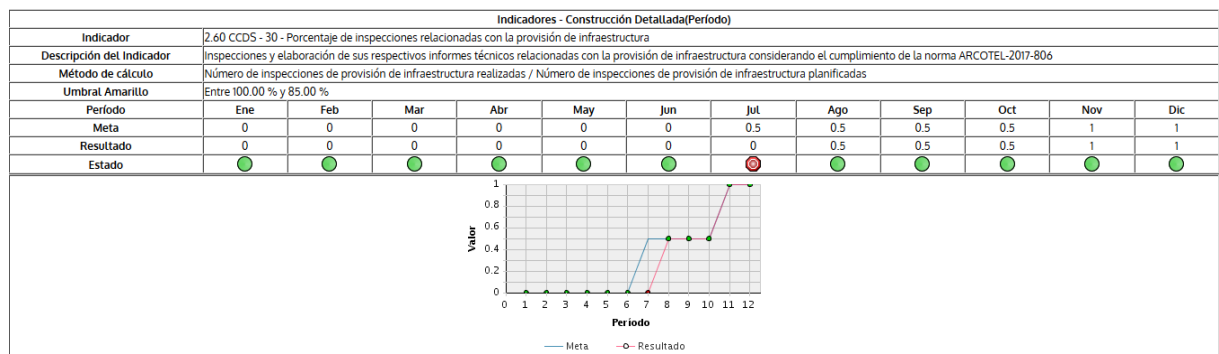 Indicadores - Construcción Detallada(Período)
Indicador 2.60 CCDS - 30 - Porcentaje de inspecciones relacionadas con la provisión de infraestructura
Descripción del Indicador Inspecciones y elaboración de sus respectivos informes técnicos relacionadas con la provisión de infraestructura considerando el cumplimiento de la norma ARCOTEL-2017-806
Método de cálculo Número de inspecciones de provisión de infraestructura realizadas / Número de inspecciones de provisión de infraestructura planificadas
Umbral Amarillo Entre 100.00 % y 85.00 %
Período Ene Feb Mar Abr May Jun Jul Ago Sep Oct Nov Dic
Meta 0 0 0 0 0 0 0.5 0.5 0.5 0.5 1 1
Resultado 0 0 0 0 0 0 0 0.5 0.5 0.5 1 1
Estado
1
0.8
0.6
0.4
0.2
0
Valor
0 1 2 3 4 5 6 7 8 9 10 11 12
Periodo
Meta Resultado